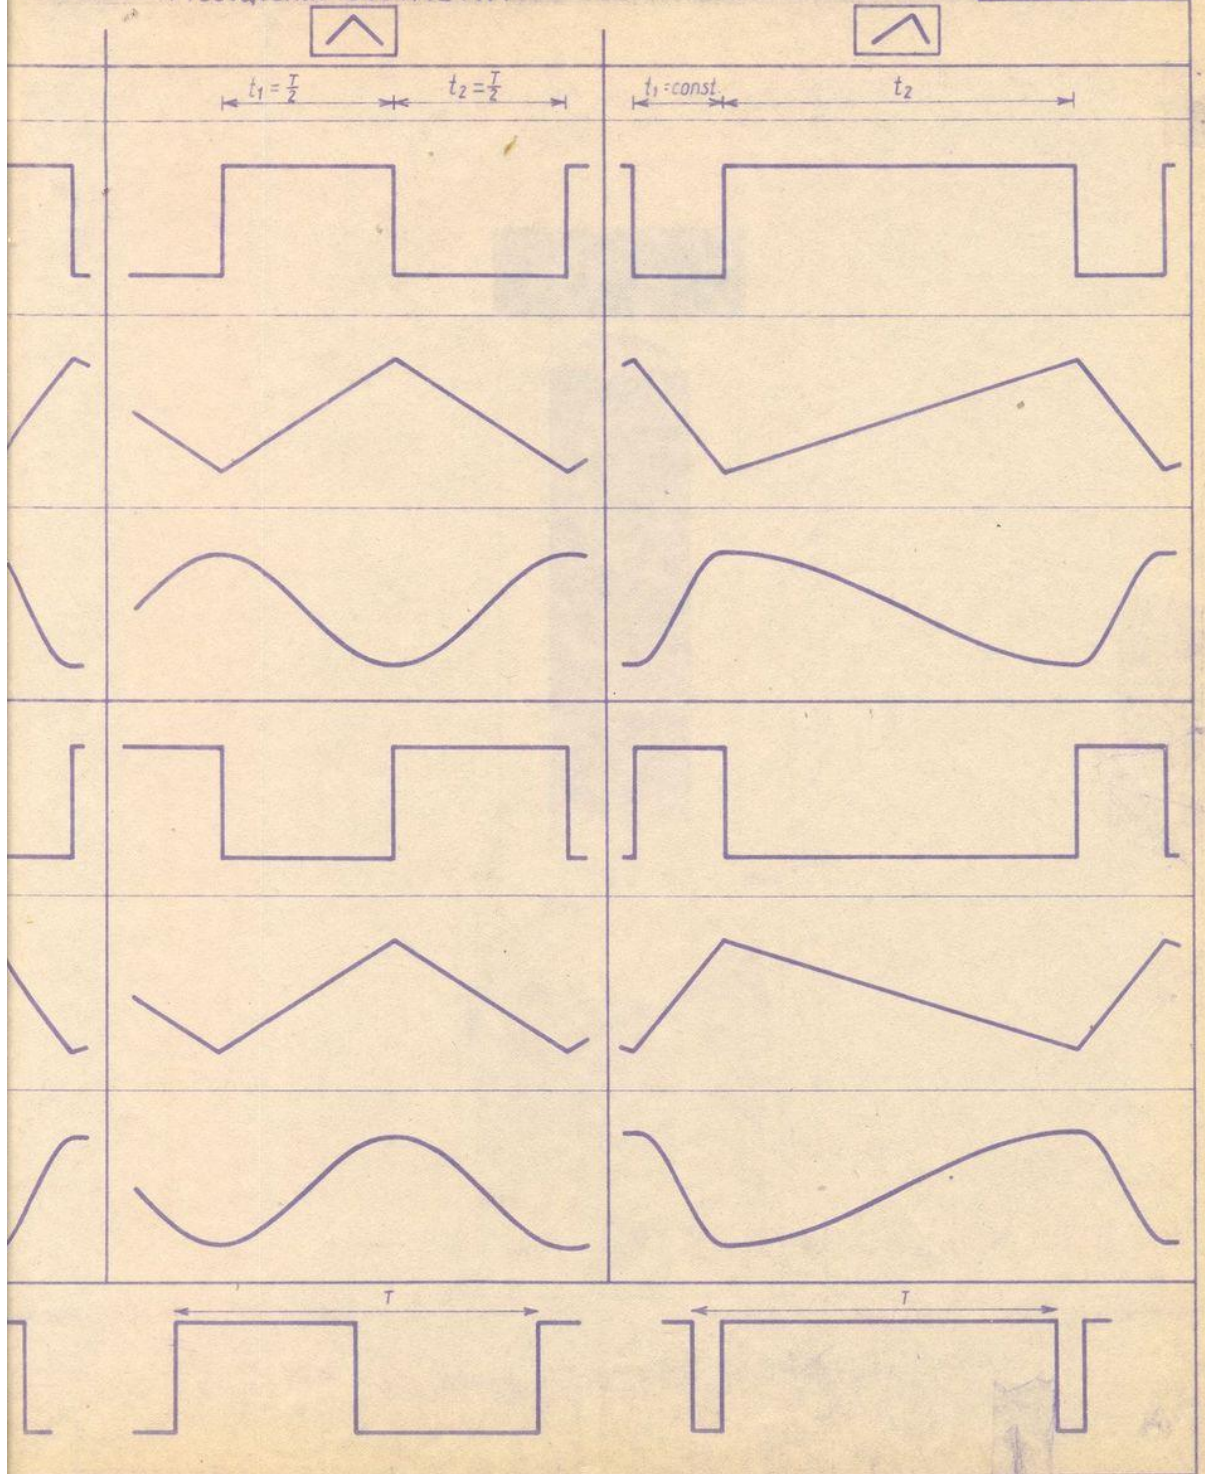 t₁ = T/2 t₂ = T/2 t₁ = const t₂
T T